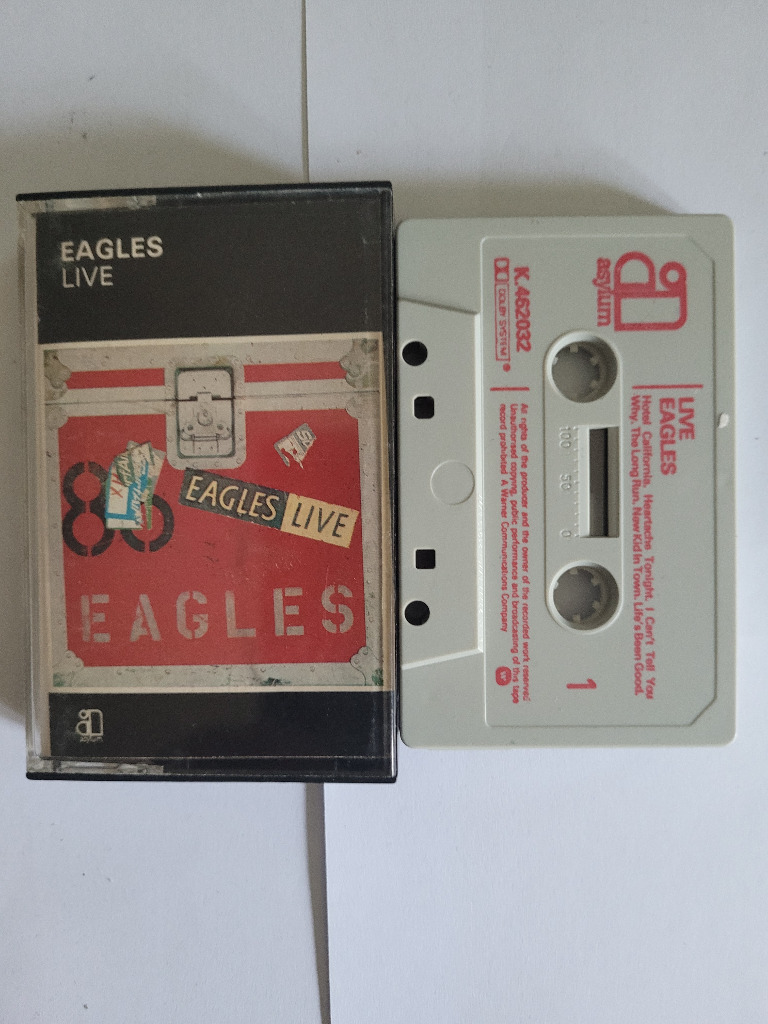 EAGLES
LIVE
EAGLES LIVE
EAGLES
asylum
K.462032
DOLBY SYSTEM
LIVE
EAGLES
Hotel California. Heartache Tonight. I Can't Tell You
Why. The Long Run. New Kid In Town. Life's Been Good.
100 50 0
1
All rights of the producer and the owner of the recorded work reserved
Unauthorised copying, public performance and broadcasting of this tape
record prohibited A Warner Communications Company